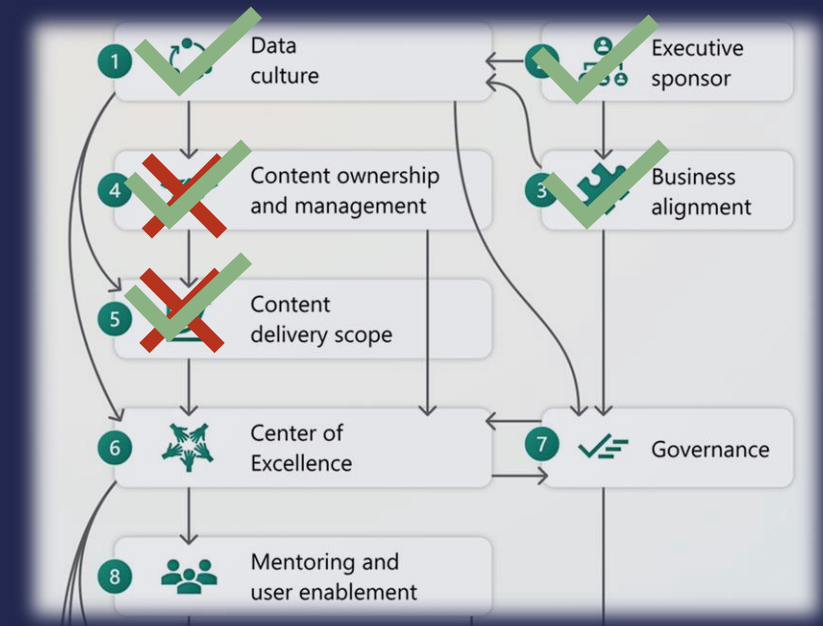 1
Data
culture
Executive
sponsor
4
Content ownership
and management
3
Business
alignment
5
Content
delivery scope
6
Center of
Excellence
7
Governance
8
Mentoring and
user enablement